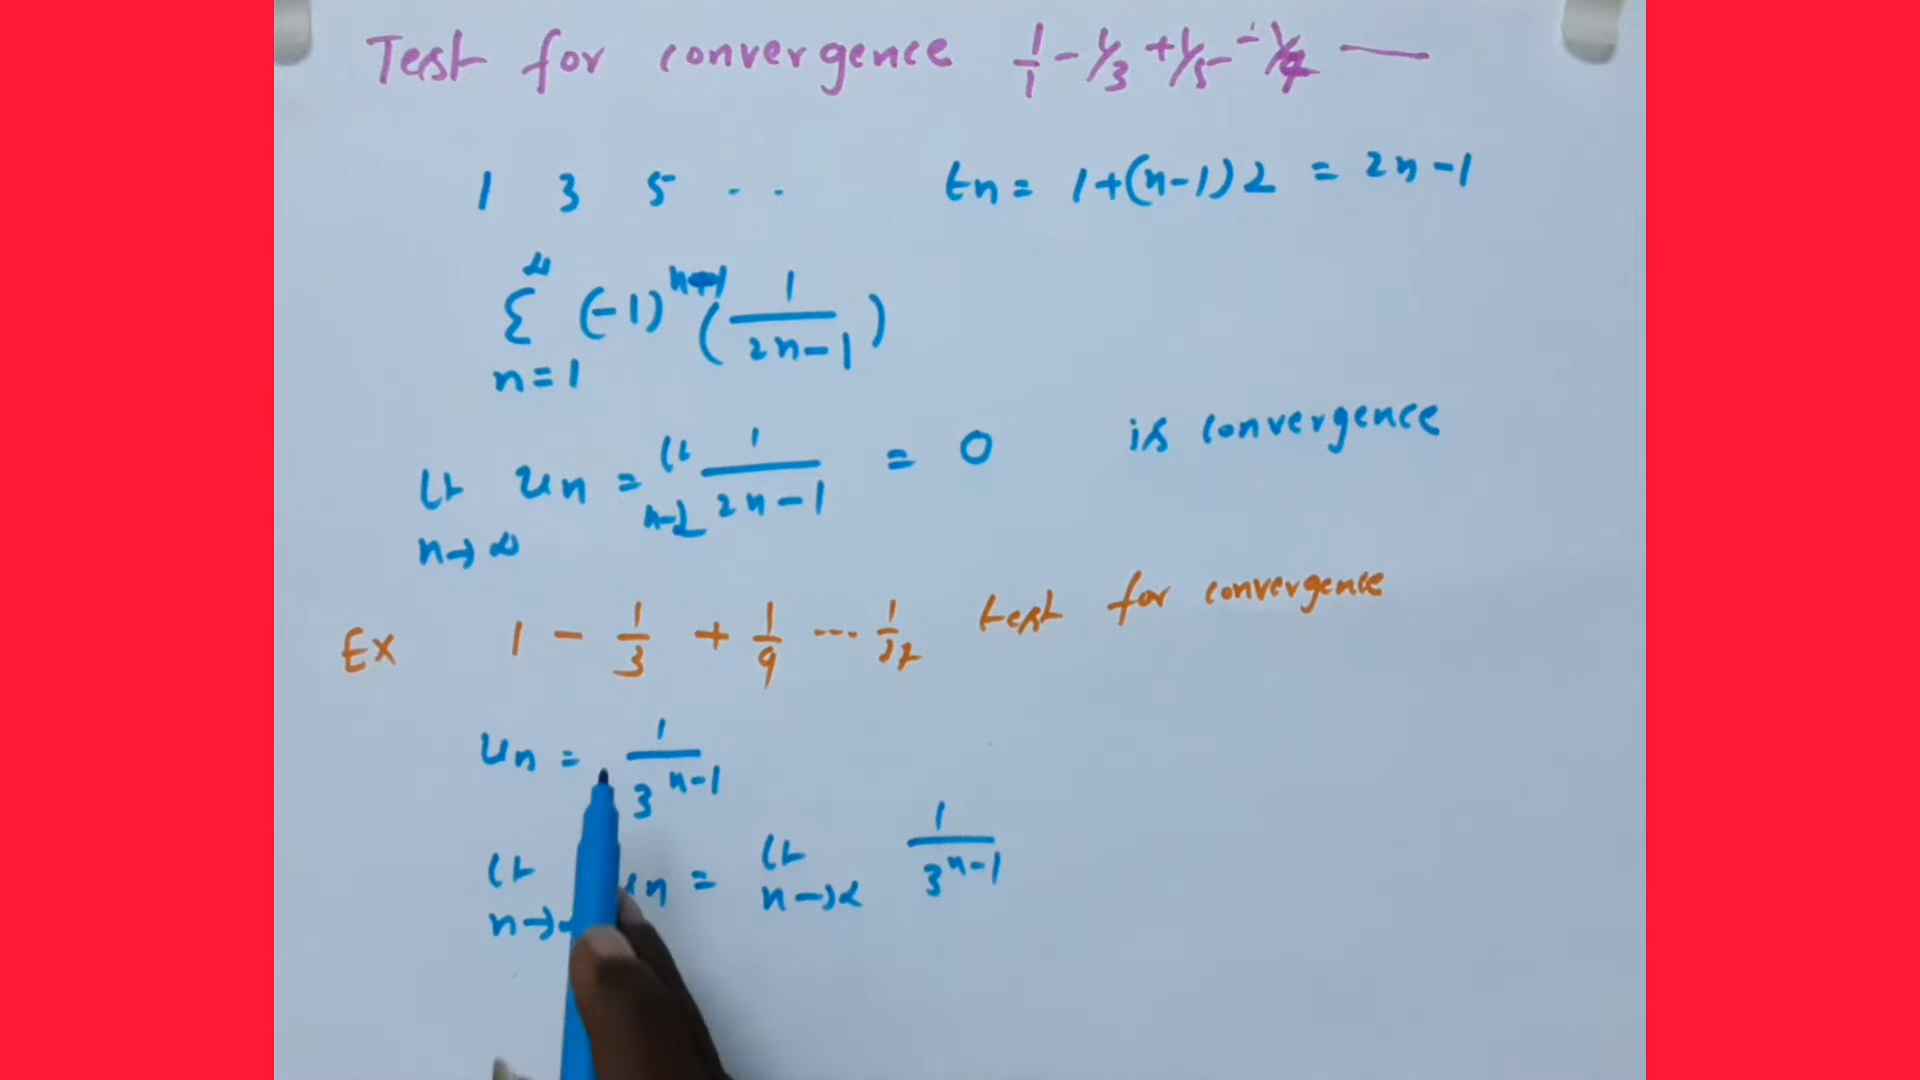 Test for convergence 1/1 - 1/3 + 1/5 - 1/7 —
1 3 5 . . tn = 1+(n-1)2 = 2n-1
∞
Σ (-1)^(n+1) (1/(2n-1))
n=1
Lt un = Lt 1/(2n-1) = 0 is convergence
n→∞
Ex 1 - 1/3 + 1/9 ... 1/27 test for convergence
un = 1/3^(n-1)
Lt un = Lt 1/3^(n-1)
n→ n→∞